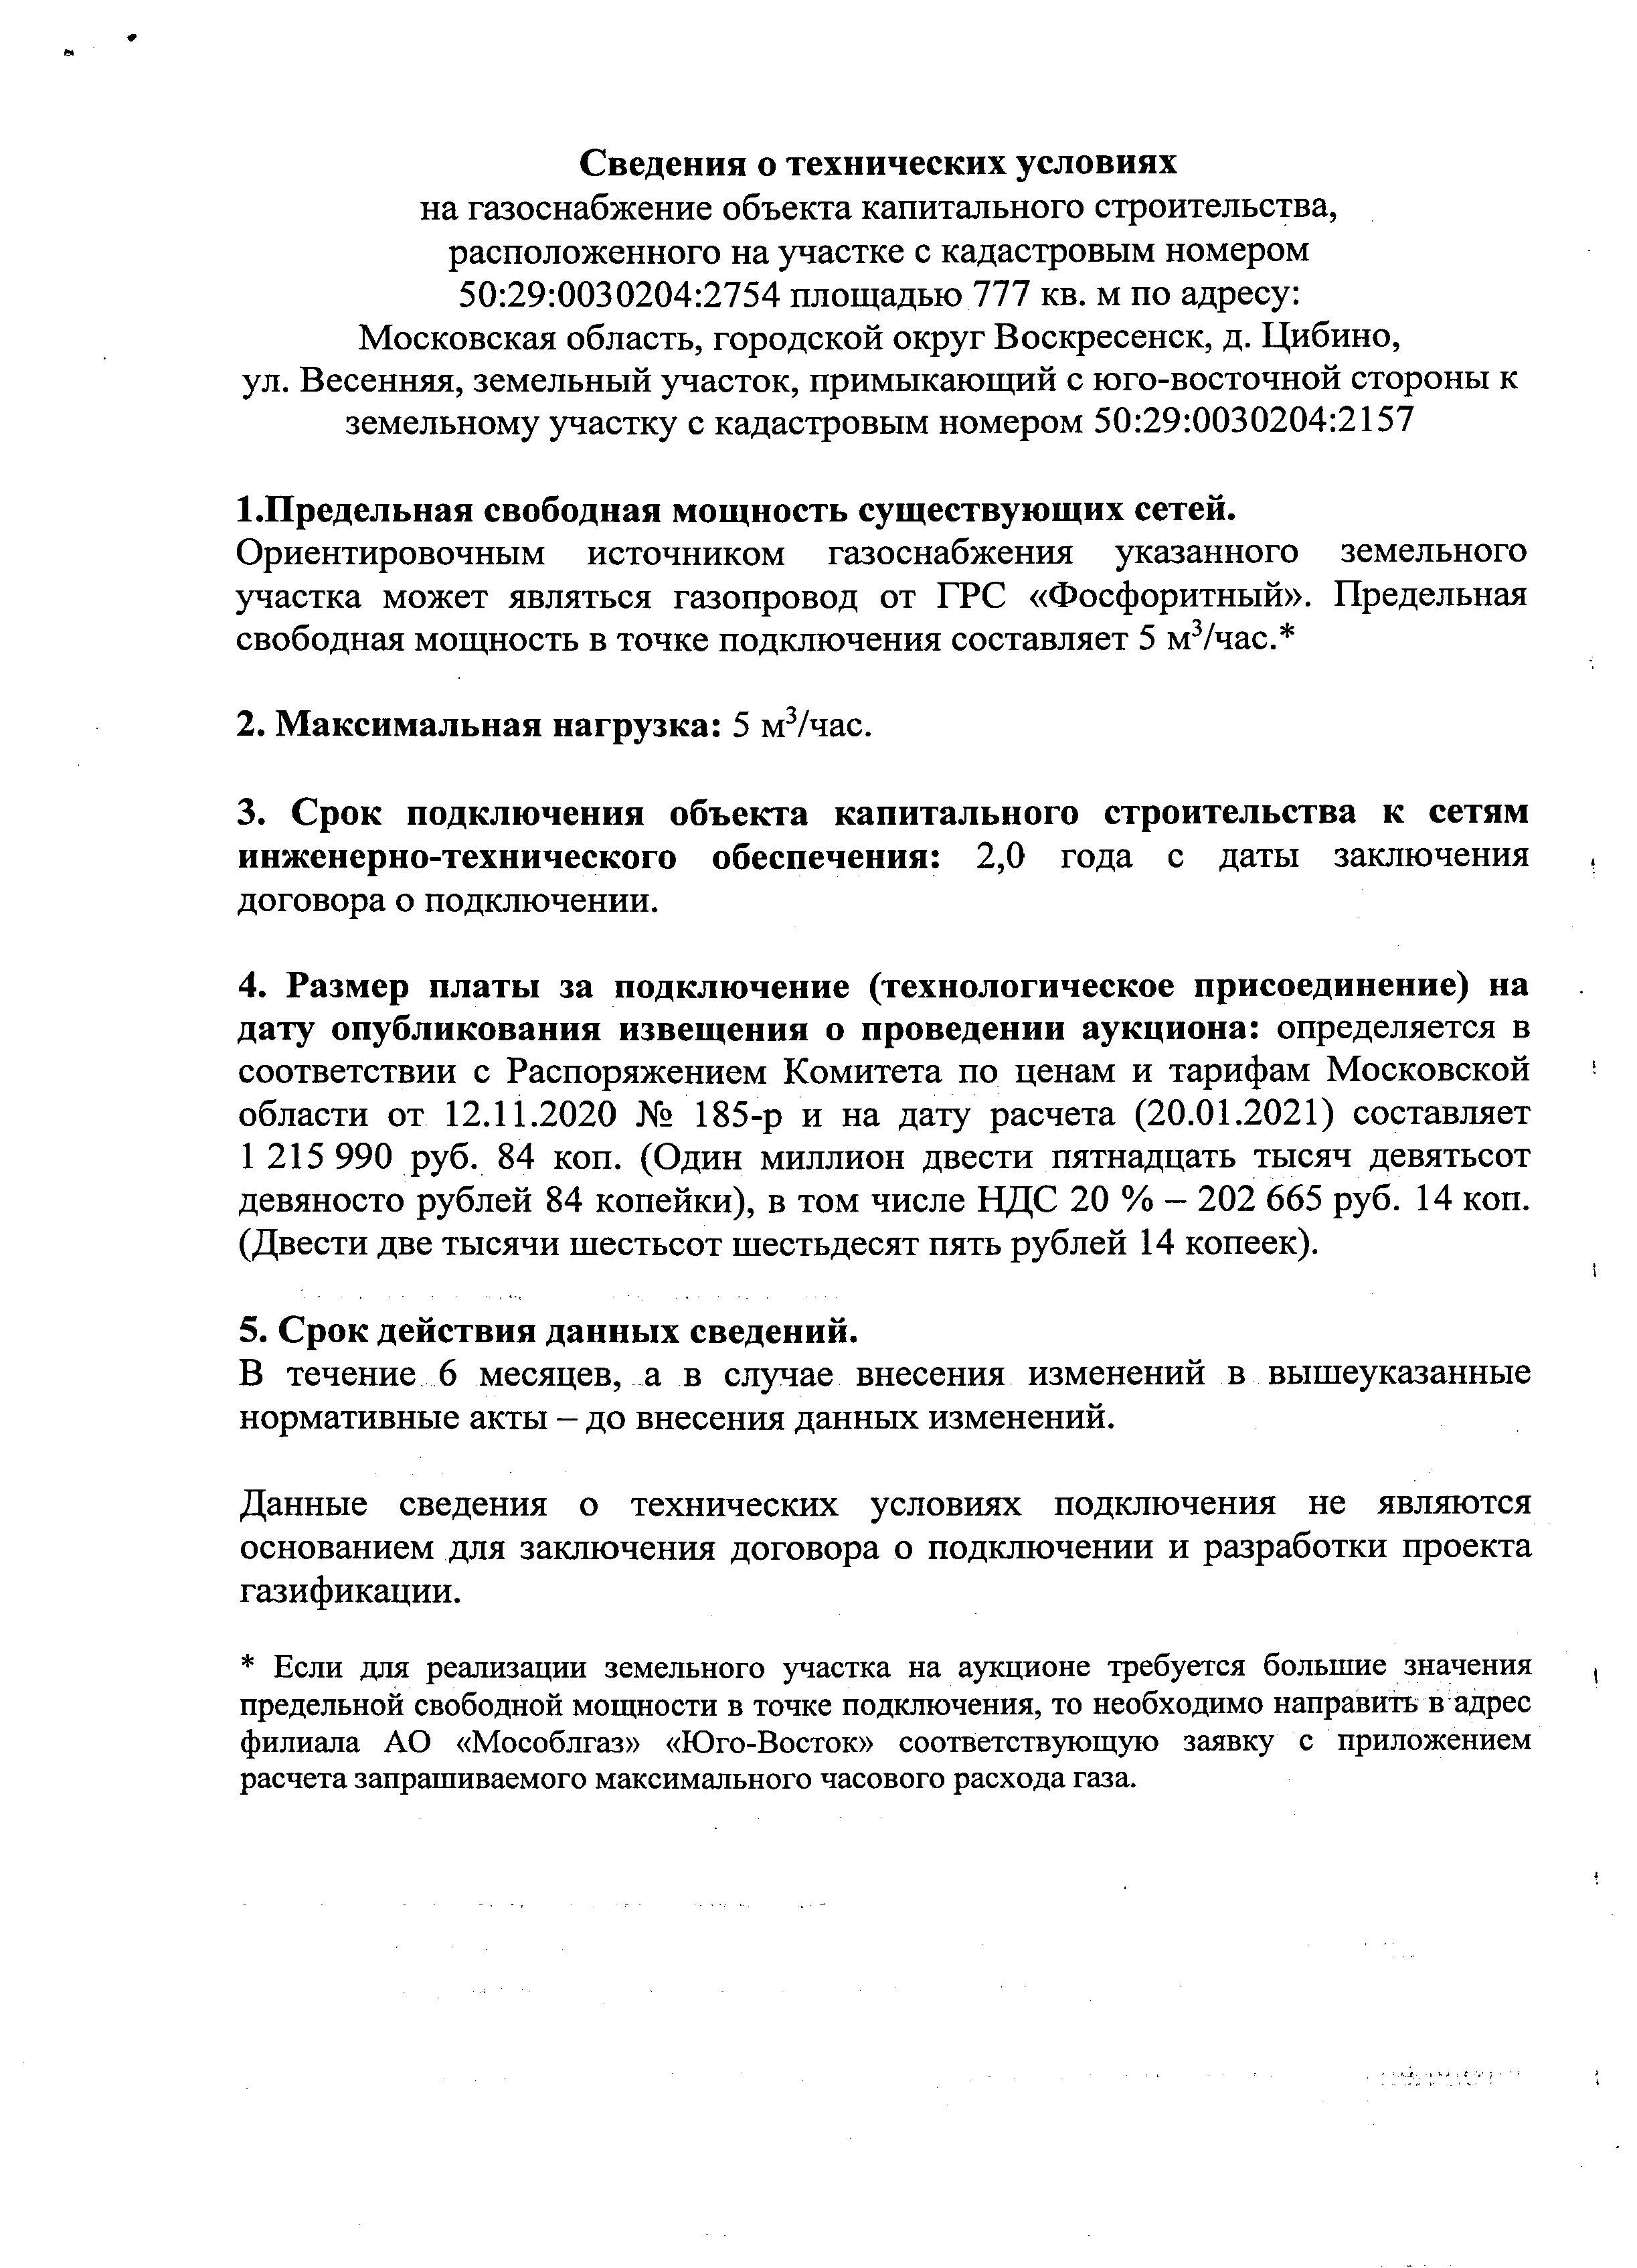 Сведения о технических условиях
на газоснабжение объекта капитального строительства,
расположенного на участке с кадастровым номером
50:29:0030204:2754 площадью 777 кв. м по адресу:
Московская область, городской округ Воскресенск, д. Цибино,
ул. Весенняя, земельный участок, примыкающий с юго-восточной стороны к
земельному участку с кадастровым номером 50:29:0030204:2157
1.Предельная свободная мощность существующих сетей.
Ориентировочным источником газоснабжения указанного земельного
участка может являться газопровод от ГРС «Фосфоритный». Предельная
свободная мощность в точке подключения составляет 5 м³/час.*
2. Максимальная нагрузка: 5 м³/час.
3. Срок подключения объекта капитального строительства к сетям
инженерно-технического обеспечения: 2,0 года с даты заключения
договора о подключении.
4. Размер платы за подключение (технологическое присоединение) на
дату опубликования извещения о проведении аукциона: определяется в
соответствии с Распоряжением Комитета по ценам и тарифам Московской
области от 12.11.2020 № 185-р и на дату расчета (20.01.2021) составляет
1 215 990 руб. 84 коп. (Один миллион двести пятнадцать тысяч девятьсот
девяносто рублей 84 копейки), в том числе НДС 20 % – 202 665 руб. 14 коп.
(Двести две тысячи шестьсот шестьдесят пять рублей 14 копеек).
5. Срок действия данных сведений.
В течение 6 месяцев, а в случае внесения изменений в вышеуказанные
нормативные акты – до внесения данных изменений.
Данные сведения о технических условиях подключения не являются
основанием для заключения договора о подключении и разработки проекта
газификации.
* Если для реализации земельного участка на аукционе требуется большие значения
предельной свободной мощности в точке подключения, то необходимо направить в адрес
филиала АО «Мособлгаз» «Юго-Восток» соответствующую заявку с приложением
расчета запрашиваемого максимального часового расхода газа.